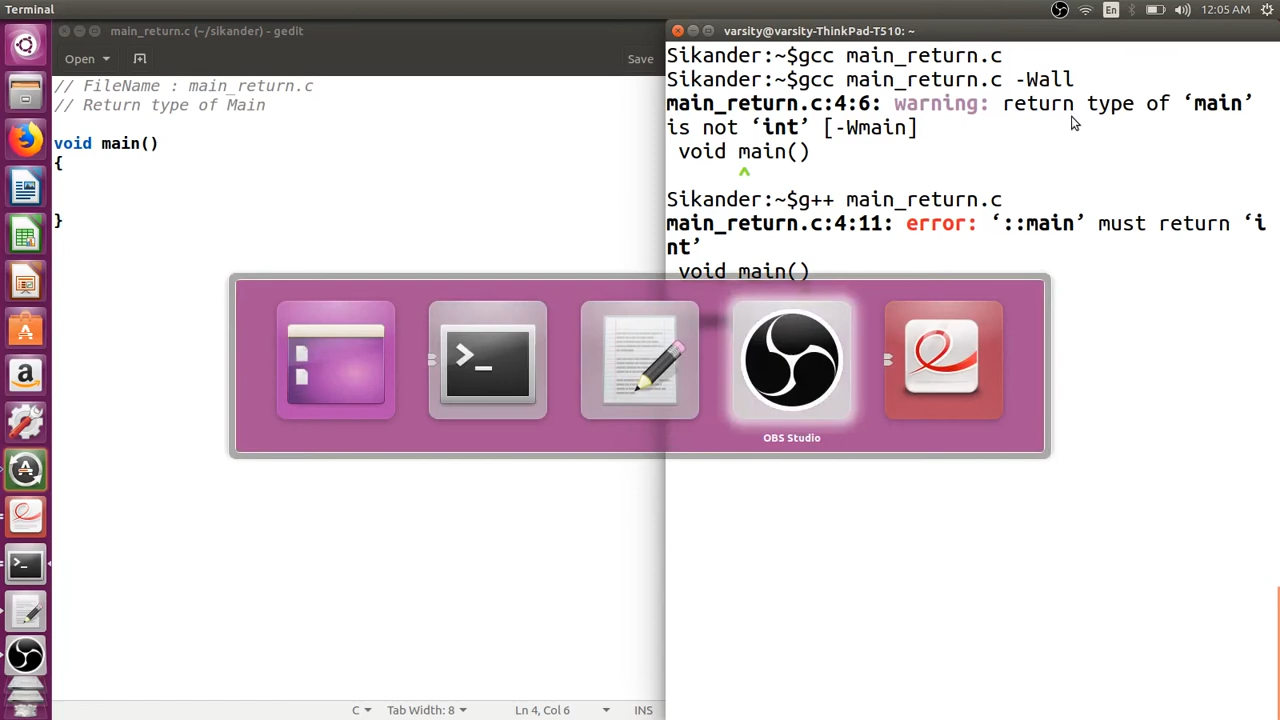 Terminal
En
12:05 AM
main_return.c (~/sikander) - gedit
Open
Save
// FileName : main_return.c
// Return type of Main
void main()
{
}
C
Tab Width: 8
Ln 4, Col 6
INS
varsity@varsity-ThinkPad-T510: ~
Sikander:~$gcc main_return.c
Sikander:~$gcc main_return.c -Wall
main_return.c:4:6: warning: return type of ‘main’
is not ‘int’ [-Wmain]
void main()
^
Sikander:~$g++ main_return.c
main_return.c:4:11: error: ‘::main’ must return ‘i
nt’
void main()
OBS Studio